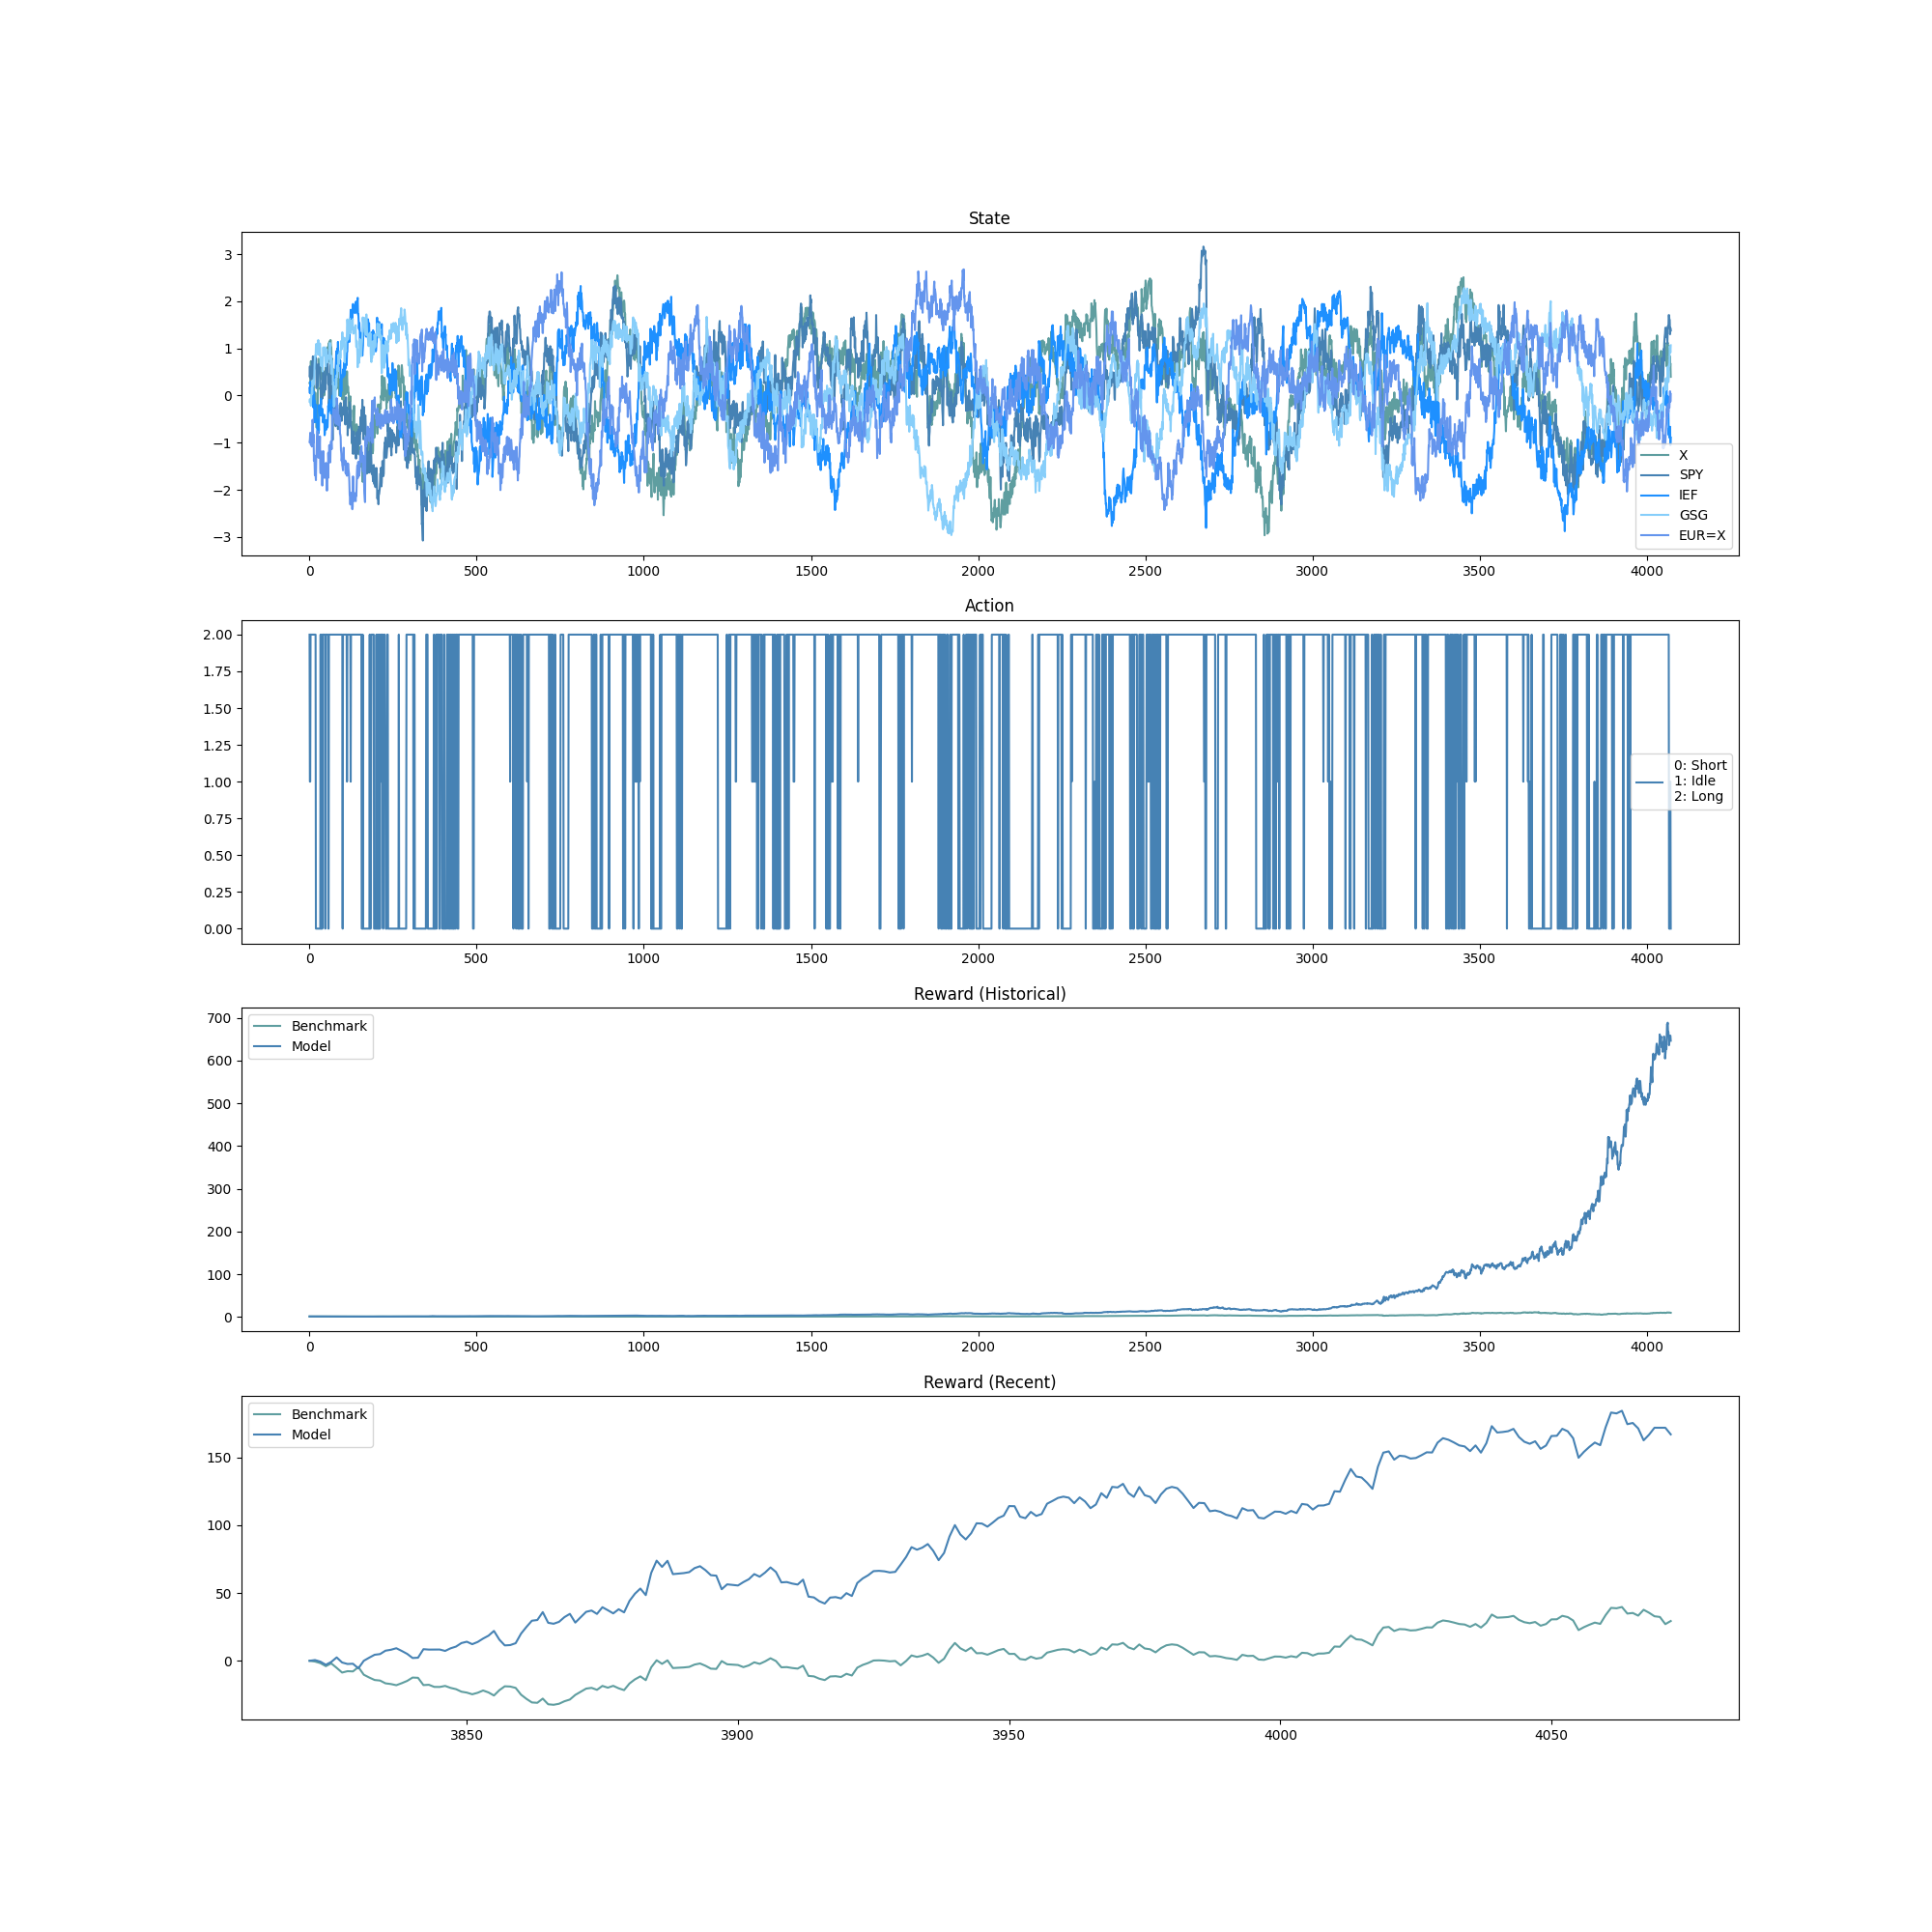 State
3
2
1
0
−1
−2
−3
X
SPY
IEF
GSG
EUR=X
0 500 1000 1500 2000 2500 3000 3500 4000
Action
2.00
1.75
1.50
1.25
1.00
0.75
0.50
0.25
0.00
0: Short
1: Idle
2: Long
0 500 1000 1500 2000 2500 3000 3500 4000
Reward (Historical)
Benchmark
Model
700
600
500
400
300
200
100
0
0 500 1000 1500 2000 2500 3000 3500 4000
Reward (Recent)
Benchmark
Model
150
100
50
0
3850 3900 3950 4000 4050